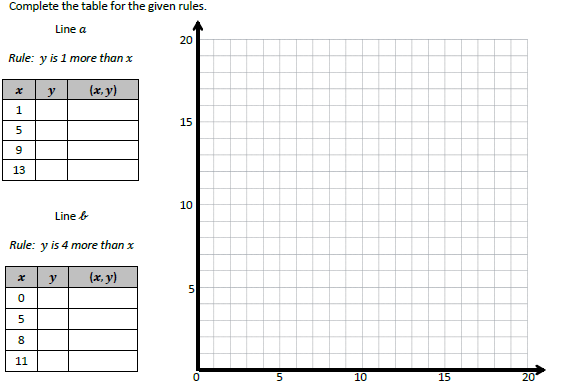 Complete the table for the given rules.
Line a
Rule: y is 1 more than x
x y (x, y)
1
5
9
13
Line b
Rule: y is 4 more than x
x y (x, y)
0
5
8
11
20
15
10
5
0 5 10 15 20